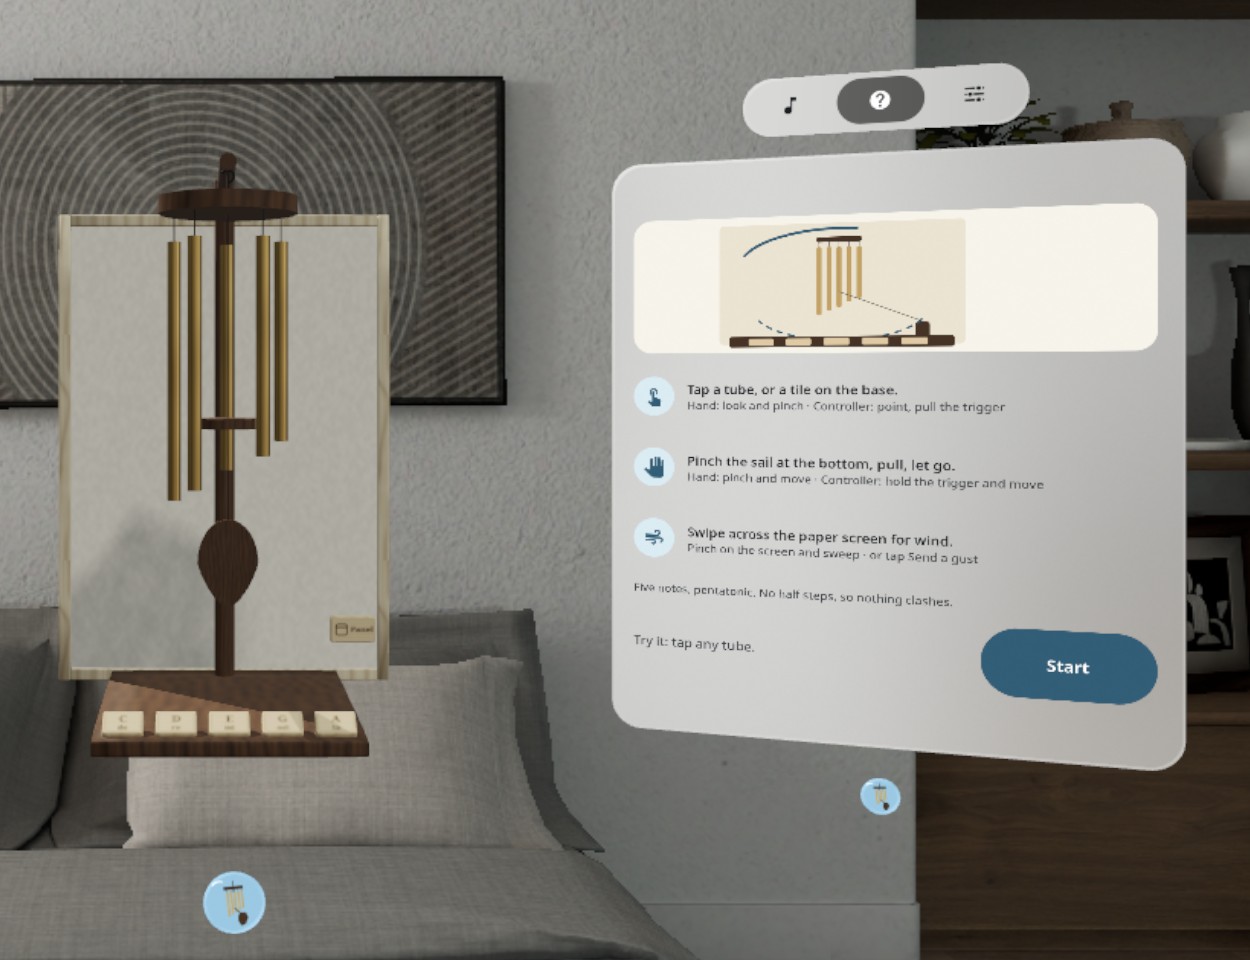 Tap a tube, or a tile on the base.
Hand: look and pinch · Controller: point, pull the trigger
Pinch the sail at the bottom, pull, let go.
Hand: pinch and move · Controller: hold the trigger and move
Swipe across the paper screen for wind.
Pinch on the screen and sweep · or tap Send a gust
Five notes, pentatonic. No half steps, so nothing clashes.
Try it: tap any tube.
Start
C D E G A